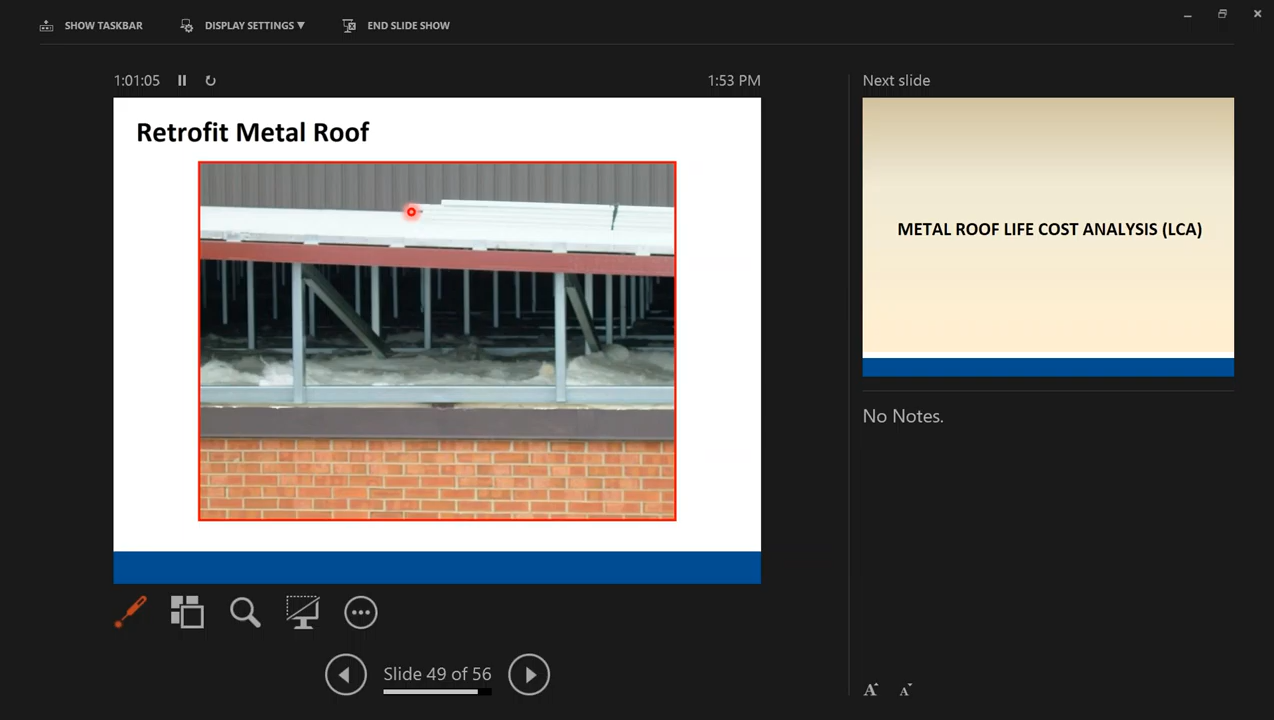 SHOW TASKBAR
DISPLAY SETTINGS ▼
END SLIDE SHOW
1:01:05
1:53 PM
Next slide
Retrofit Metal Roof
METAL ROOF LIFE COST ANALYSIS (LCA)
No Notes.
Slide 49 of 56
A A